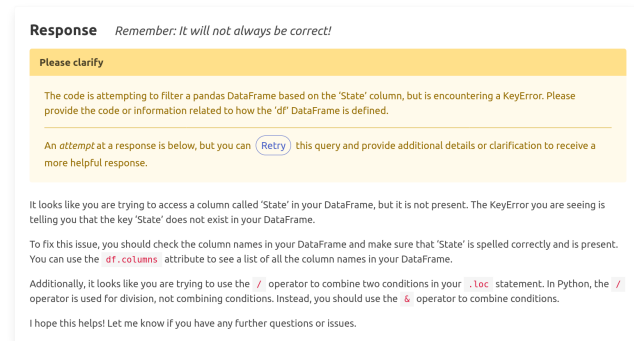 Response Remember: It will not always be correct!
Please clarify
The code is attempting to filter a pandas DataFrame based on the ‘State’ column, but is encountering a KeyError. Please
provide the code or information related to how the ‘df’ DataFrame is defined.
An attempt at a response is below, but you can Retry this query and provide additional details or clarification to receive a
more helpful response.
It looks like you are trying to access a column called ‘State’ in your DataFrame, but it is not present. The KeyError you are seeing is
telling you that the key ‘State’ does not exist in your DataFrame.
To fix this issue, you should check the column names in your DataFrame and make sure that ‘State’ is spelled correctly and is present.
You can use the df.columns attribute to see a list of all the column names in your DataFrame.
Additionally, it looks like you are trying to use the / operator to combine two conditions in your .loc statement. In Python, the /
operator is used for division, not combining conditions. Instead, you should use the & operator to combine conditions.
I hope this helps! Let me know if you have any further questions or issues.